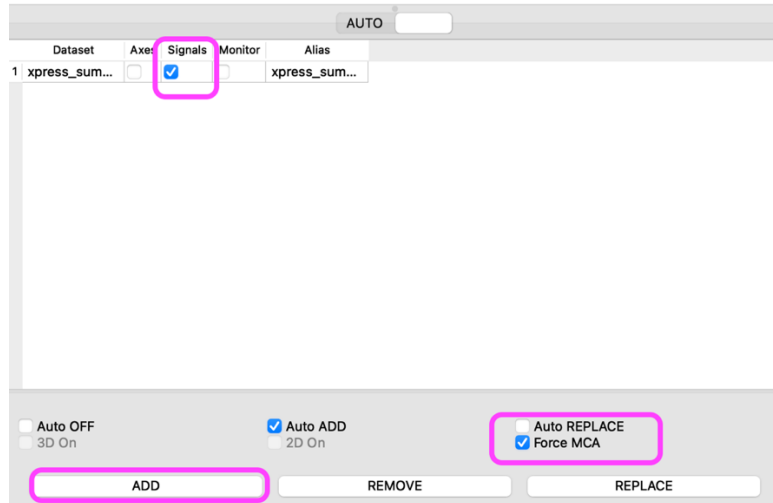 AUTO
Dataset Axes Signals Monitor Alias
1 xpress_sum... xpress_sum...
Auto OFF Auto ADD Auto REPLACE
3D On 2D On Force MCA
ADD REMOVE REPLACE